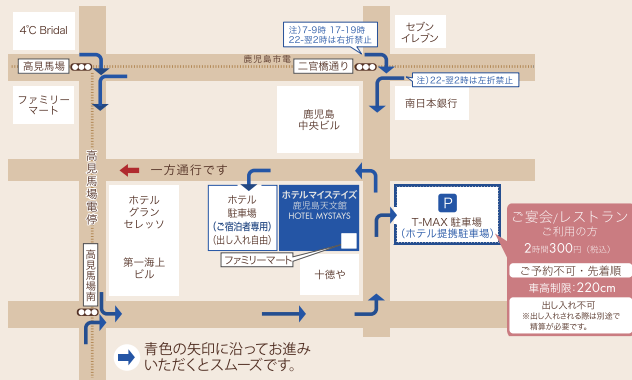 4℃ Bridal
注）7-9時 17-19時
22-翌2時は右折禁止
セブン
イレブン
鹿児島市電
高見馬場
二官橋通り
注）22-翌2時は左折禁止
ファミリー
マート
鹿児島
中央ビル
南日本銀行
高見馬場電停
一方通行です
ホテル
グラン
セレッソ
ホテル
駐車場
（ご宿泊者専用）
（出し入れ自由）
ホテルマイステイズ
鹿児島天文館
HOTEL MYSTAYS
P
T-MAX 駐車場
（ホテル提携駐車場）
ご宴会/レストラン
ご利用の方
2時間300円（税込）
ご予約不可・先着順
車高制限：220cm
出し入れ不可
※出し入れされる際は別途で
精算が必要です。
高見馬場南
第一海上
ビル
ファミリーマート
十徳や
青色の矢印に沿ってお進み
いただくとスムーズです。